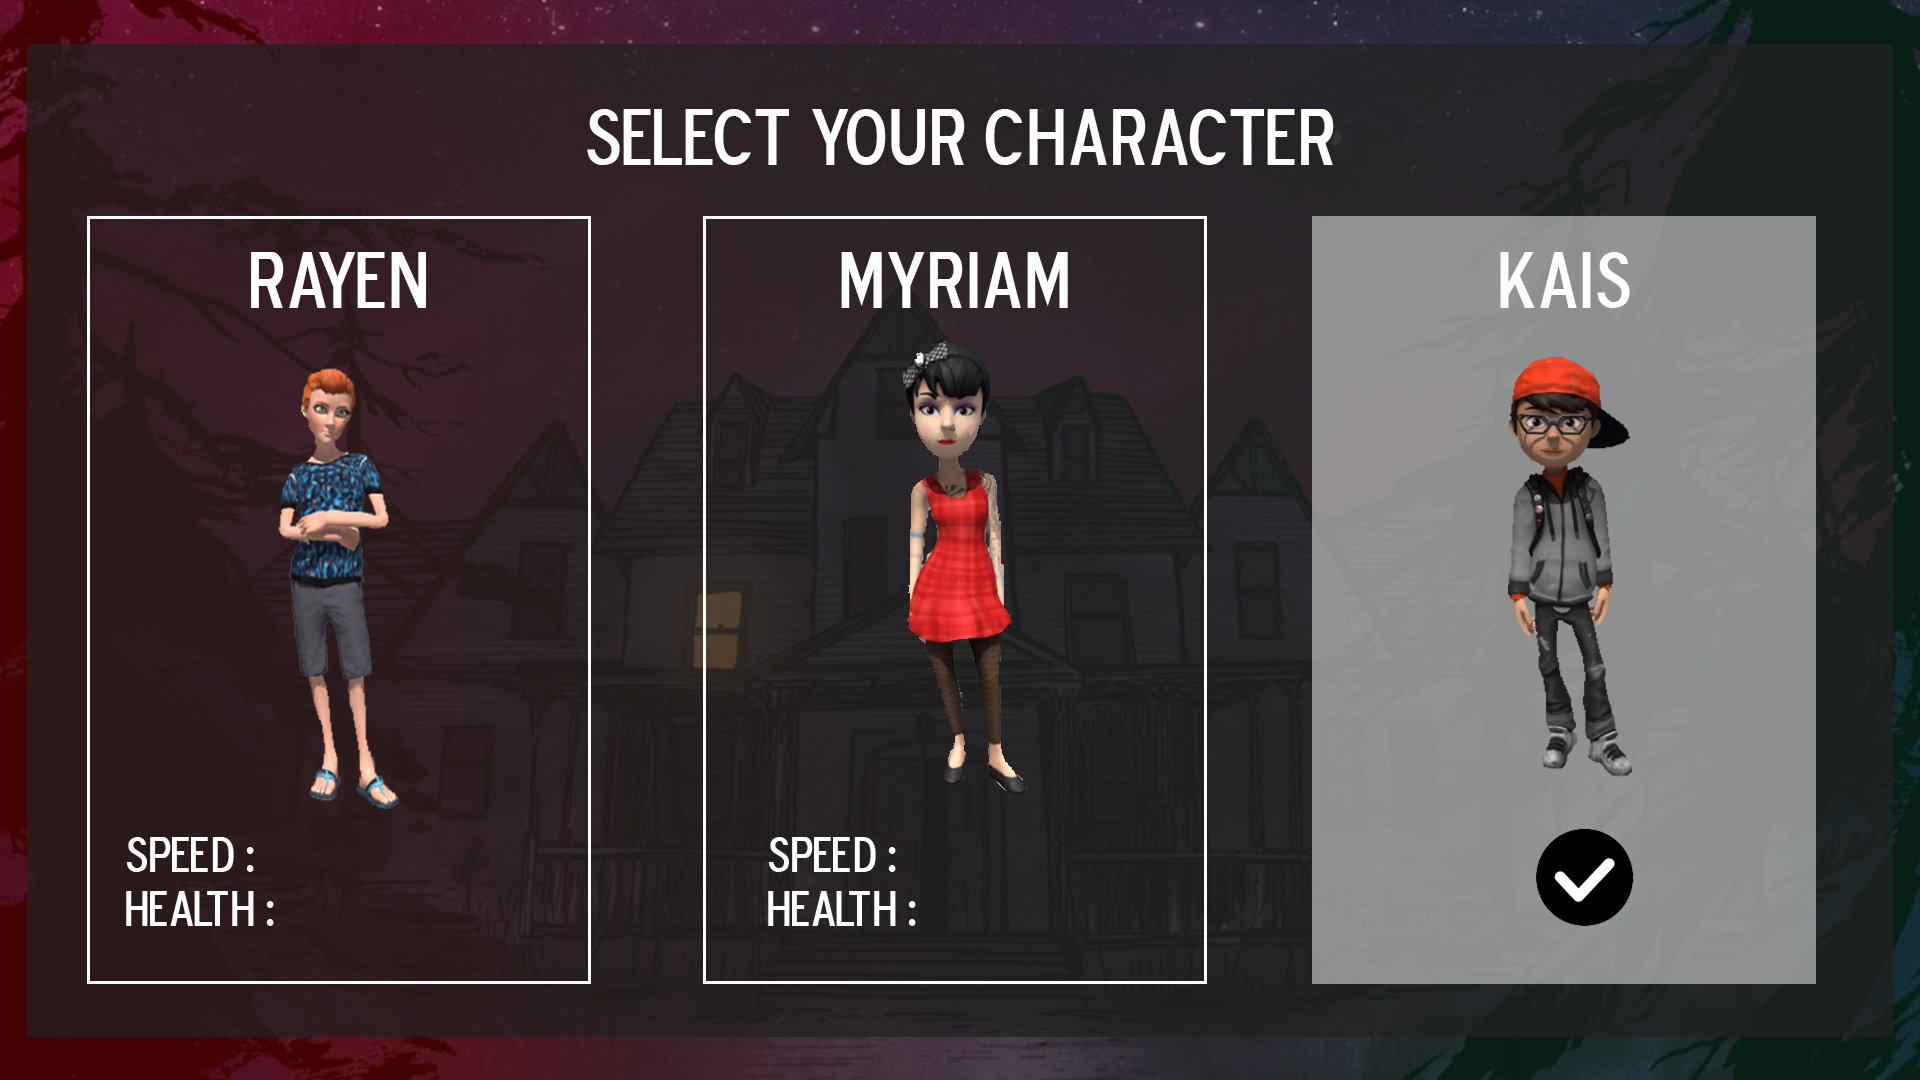 SELECT YOUR CHARACTER
RAYEN
SPEED :
HEALTH :
MYRIAM
SPEED :
HEALTH :
KAIS